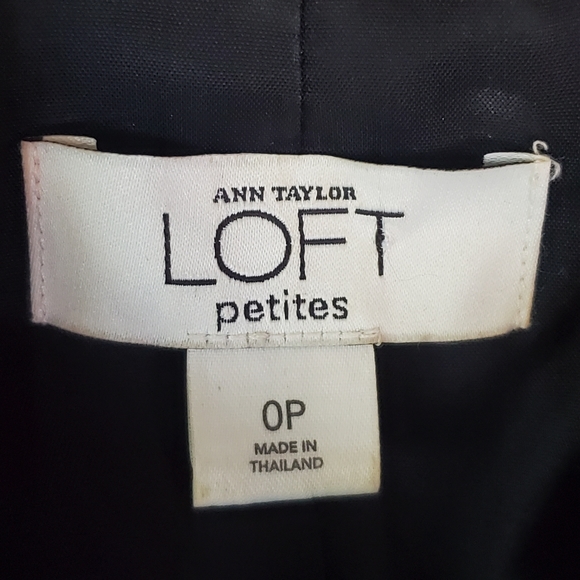 ANN TAYLOR
LOFT
petites
0P
MADE IN
THAILAND